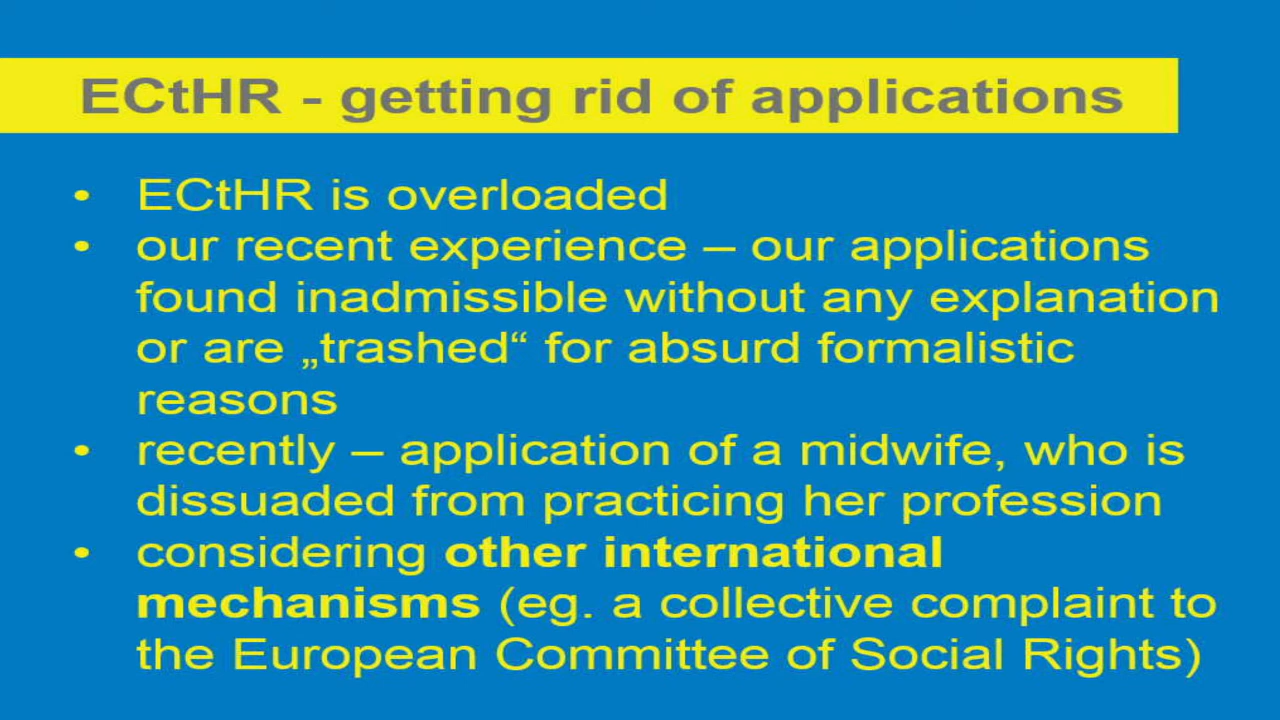 ECtHR - getting rid of applications
• ECtHR is overloaded
• our recent experience – our applications
found inadmissible without any explanation
or are „trashed“ for absurd formalistic
reasons
• recently – application of a midwife, who is
dissuaded from practicing her profession
• considering other international
mechanisms (eg. a collective complaint to
the European Committee of Social Rights)